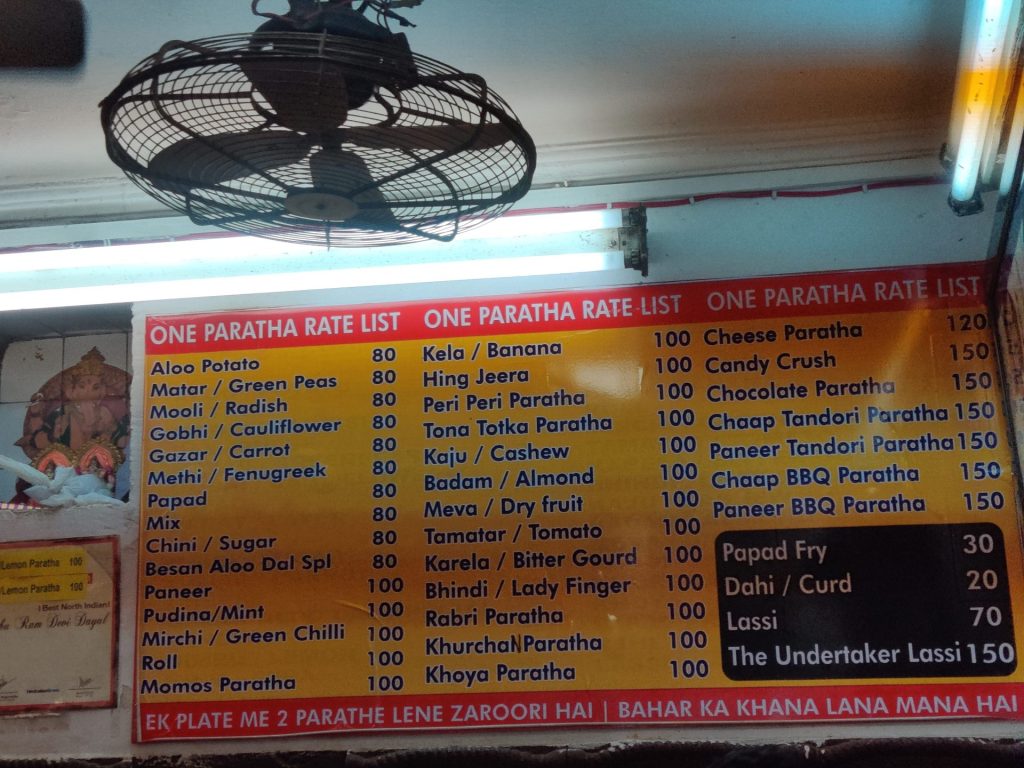 ONE PARATHA RATE LIST
Aloo Potato 80
Matar / Green Peas 80
Mooli / Radish 80
Gobhi / Cauliflower 80
Gazar / Carrot 80
Methi / Fenugreek 80
Papad 80
Mix 80
Chini / Sugar 80
Besan Aloo Dal Spl 80
Paneer 100
Pudina/Mint 100
Mirchi / Green Chilli 100
Roll 100
Momos Paratha 100
ONE PARATHA RATE LIST
Kela / Banana 100
Hing Jeera 100
Peri Peri Paratha 100
Tona Totka Paratha 100
Kaju / Cashew 100
Badam / Almond 100
Meva / Dry fruit 100
Tamatar / Tomato 100
Karela / Bitter Gourd 100
Bhindi / Lady Finger 100
Rabri Paratha 100
KhurchaNParatha 100
Khoya Paratha 100
ONE PARATHA RATE LIST
Cheese Paratha 120
Candy Crush 150
Chocolate Paratha 150
Chaap Tandori Paratha 150
Paneer Tandori Paratha 150
Chaap BBQ Paratha 150
Paneer BBQ Paratha 150
Papad Fry 30
Dahi / Curd 20
Lassi 70
The Undertaker Lassi 150
EK PLATE ME 2 PARATHE LENE ZAROORI HAI | BAHAR KA KHANA LANA MANA HAI
/Lemon Paratha 100
/Lemon Paratha 100
Best North Indian
Ram Devi Dayal